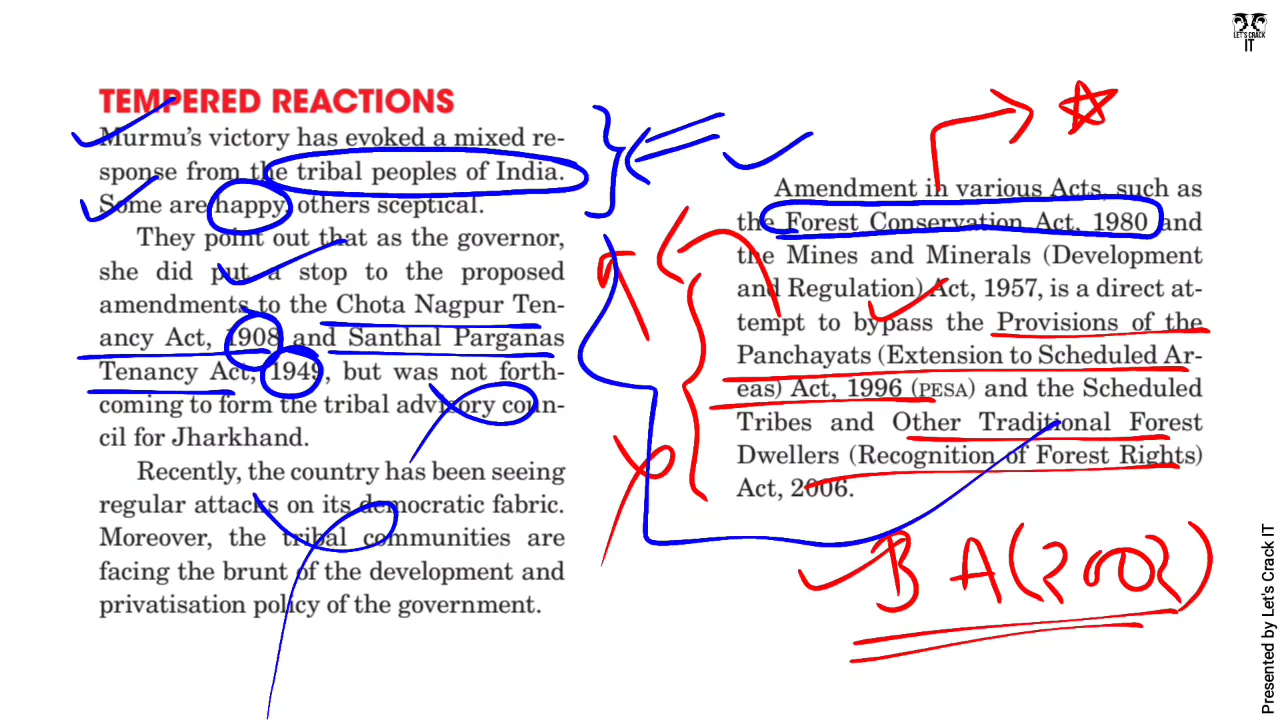 LET'S CRACK
IT
TEMPERED REACTIONS
Murmu's victory has evoked a mixed re-
sponse from the tribal peoples of India.
Some are happy, others sceptical.
They point out that as the governor,
she did put a stop to the proposed
amendments to the Chota Nagpur Ten-
ancy Act, 1908 and Santhal Parganas
Tenancy Act, 1949, but was not forth-
coming to form the tribal advisory coun-
cil for Jharkhand.
Recently, the country has been seeing
regular attacks on its democratic fabric.
Moreover, the tribal communities are
facing the brunt of the development and
privatisation policy of the government.
Amendment in various Acts, such as
the Forest Conservation Act, 1980 and
the Mines and Minerals (Development
and Regulation) Act, 1957, is a direct at-
tempt to bypass the Provisions of the
Panchayats (Extension to Scheduled Ar-
eas) Act, 1996 (PESA) and the Scheduled
Tribes and Other Traditional Forest
Dwellers (Recognition of Forest Rights)
Act, 2006.
B A (2002)
Presented by Let's Crack IT